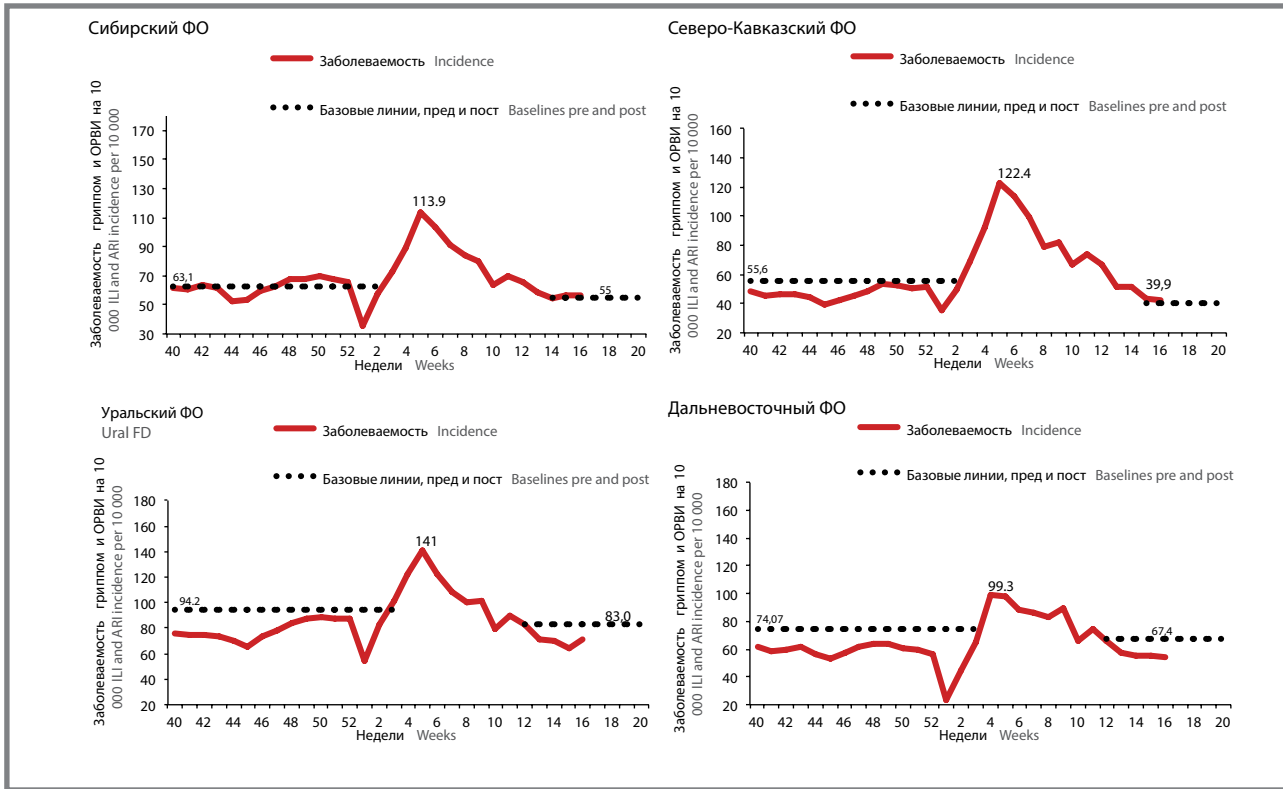 Сибирский ФО
Заболеваемость Incidence
Базовые линии, пред и пост Baselines pre and post
Заболеваемость гриппом и ОРВИ на 10
000 ILI and ARI incidence per 10 000
170
150
130
110
90
70
50
30
63,1
113.9
55
40 42 44 46 48 50 52 2 4 6 8 10 12 14 16 18 20
Недели Weeks
Северо-Кавказский ФО
Заболеваемость Incidence
Базовые линии, пред и пост Baselines pre and post
Заболеваемость гриппом и ОРВИ на 10
000 ILI and ARI incidence per 10 000
160
140
120
100
80
60
40
20
55,6
122.4
39,9
40 42 44 46 48 50 52 2 4 6 8 10 12 14 16 18 20
Недели Weeks
Уральский ФО
Ural FD
Заболеваемость Incidence
Базовые линии, пред и пост Baselines pre and post
Заболеваемость гриппом и ОРВИ на 10
000 ILI and ARI incidence per 10 000
180
160
140
120
100
80
60
40
20
94.2
141
83,0
40 42 44 46 48 50 52 2 4 6 8 10 12 14 16 18 20
Недели Weeks
Дальневосточный ФО
Заболеваемость Incidence
Базовые линии, пред и пост Baselines pre and post
Заболеваемость гриппом и ОРВИ на 10
000 ILI and ARI incidence per 10 000
180
160
140
120
100
80
60
40
20
74,07
99.3
67,4
40 42 44 46 48 50 52 2 4 6 8 10 12 14 16 18 20
Недели Weeks